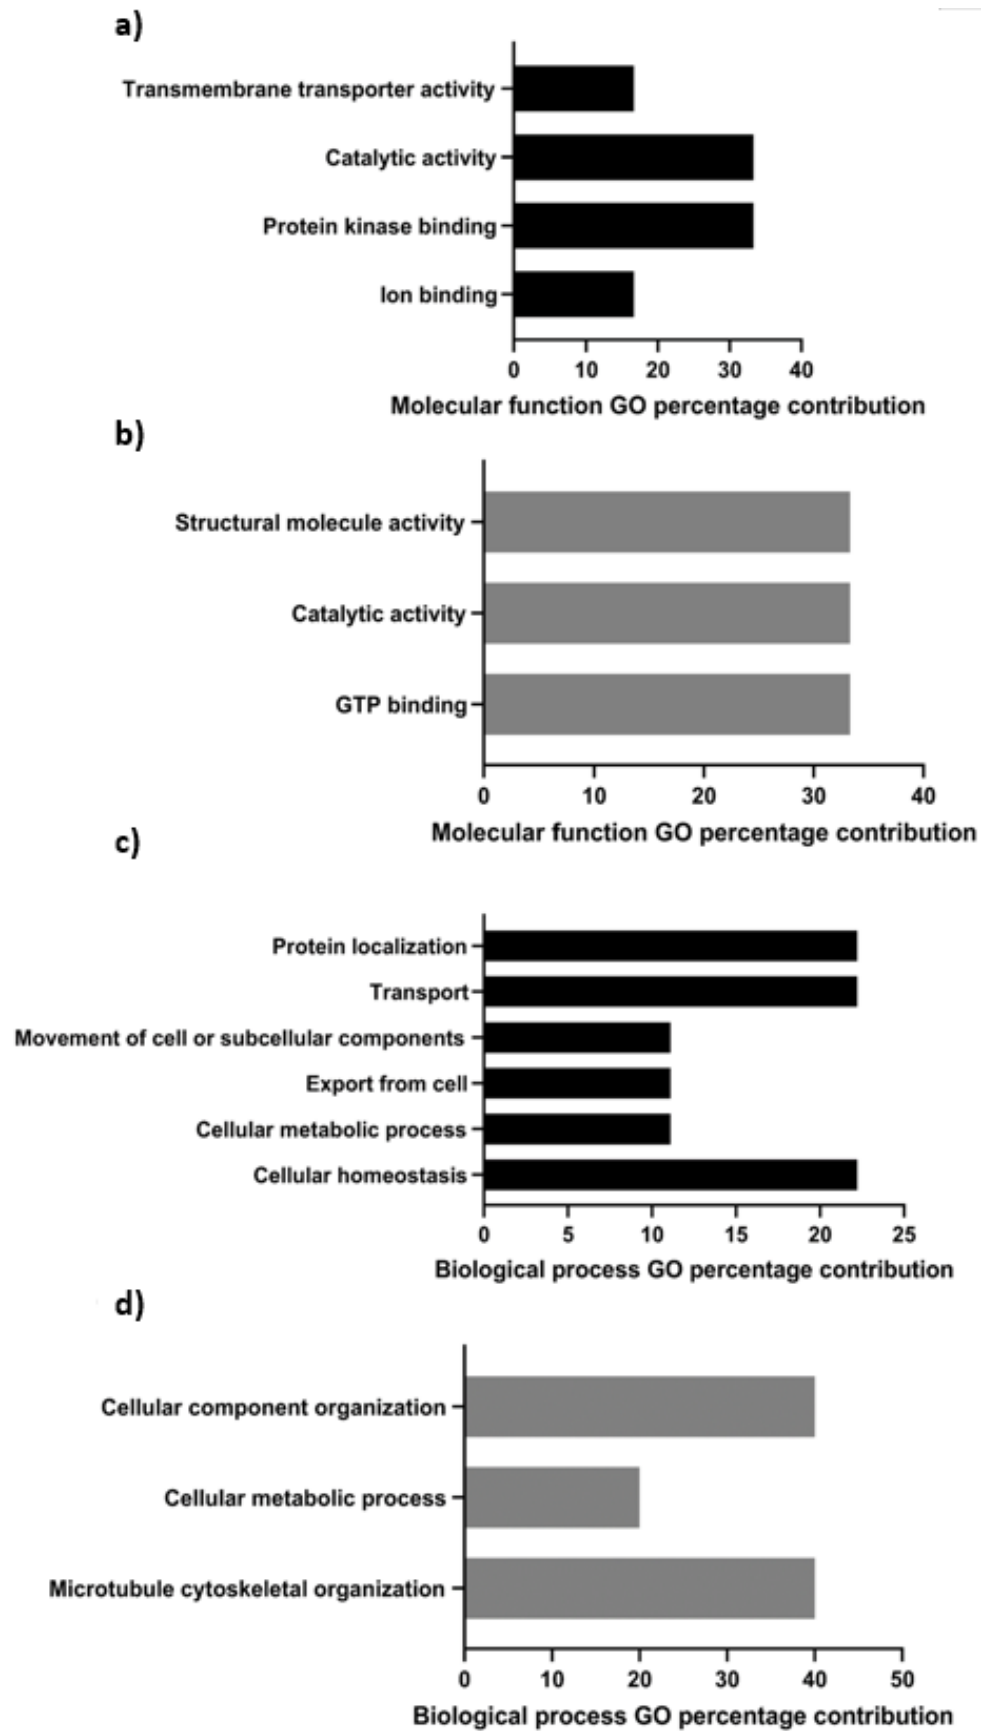 a)
Transmembrane transporter activity
Catalytic activity
Protein kinase binding
Ion binding
0 10 20 30 40
Molecular function GO percentage contribution
b)
Structural molecule activity
Catalytic activity
GTP binding
0 10 20 30 40
Molecular function GO percentage contribution
c)
Protein localization
Transport
Movement of cell or subcellular components
Export from cell
Cellular metabolic process
Cellular homeostasis
0 5 10 15 20 25
Biological process GO percentage contribution
d)
Cellular component organization
Cellular metabolic process
Microtubule cytoskeletal organization
0 10 20 30 40 50
Biological process GO percentage contribution